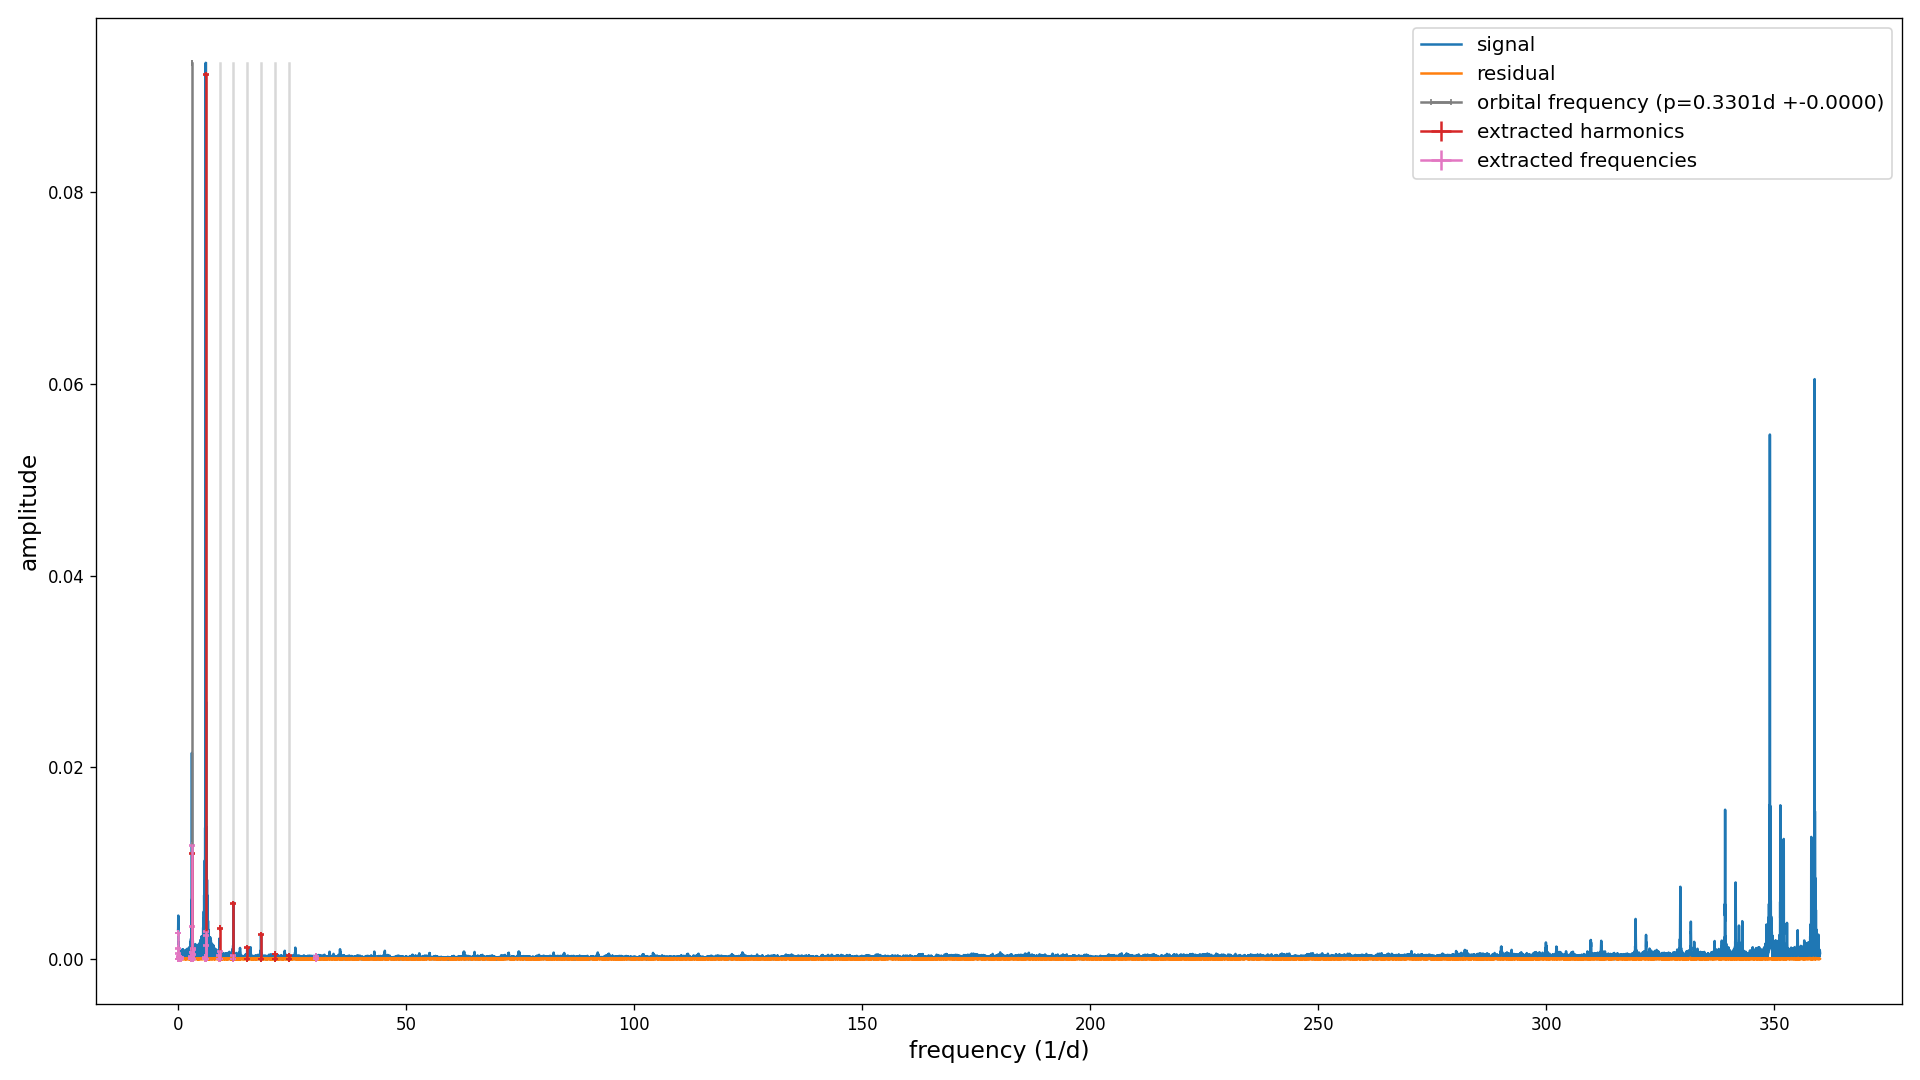 signal
residual
orbital frequency (p=0.3301d +-0.0000)
extracted harmonics
extracted frequencies
amplitude
0.08
0.06
0.04
0.02
0.00
0 50 100 150 200 250 300 350
frequency (1/d)